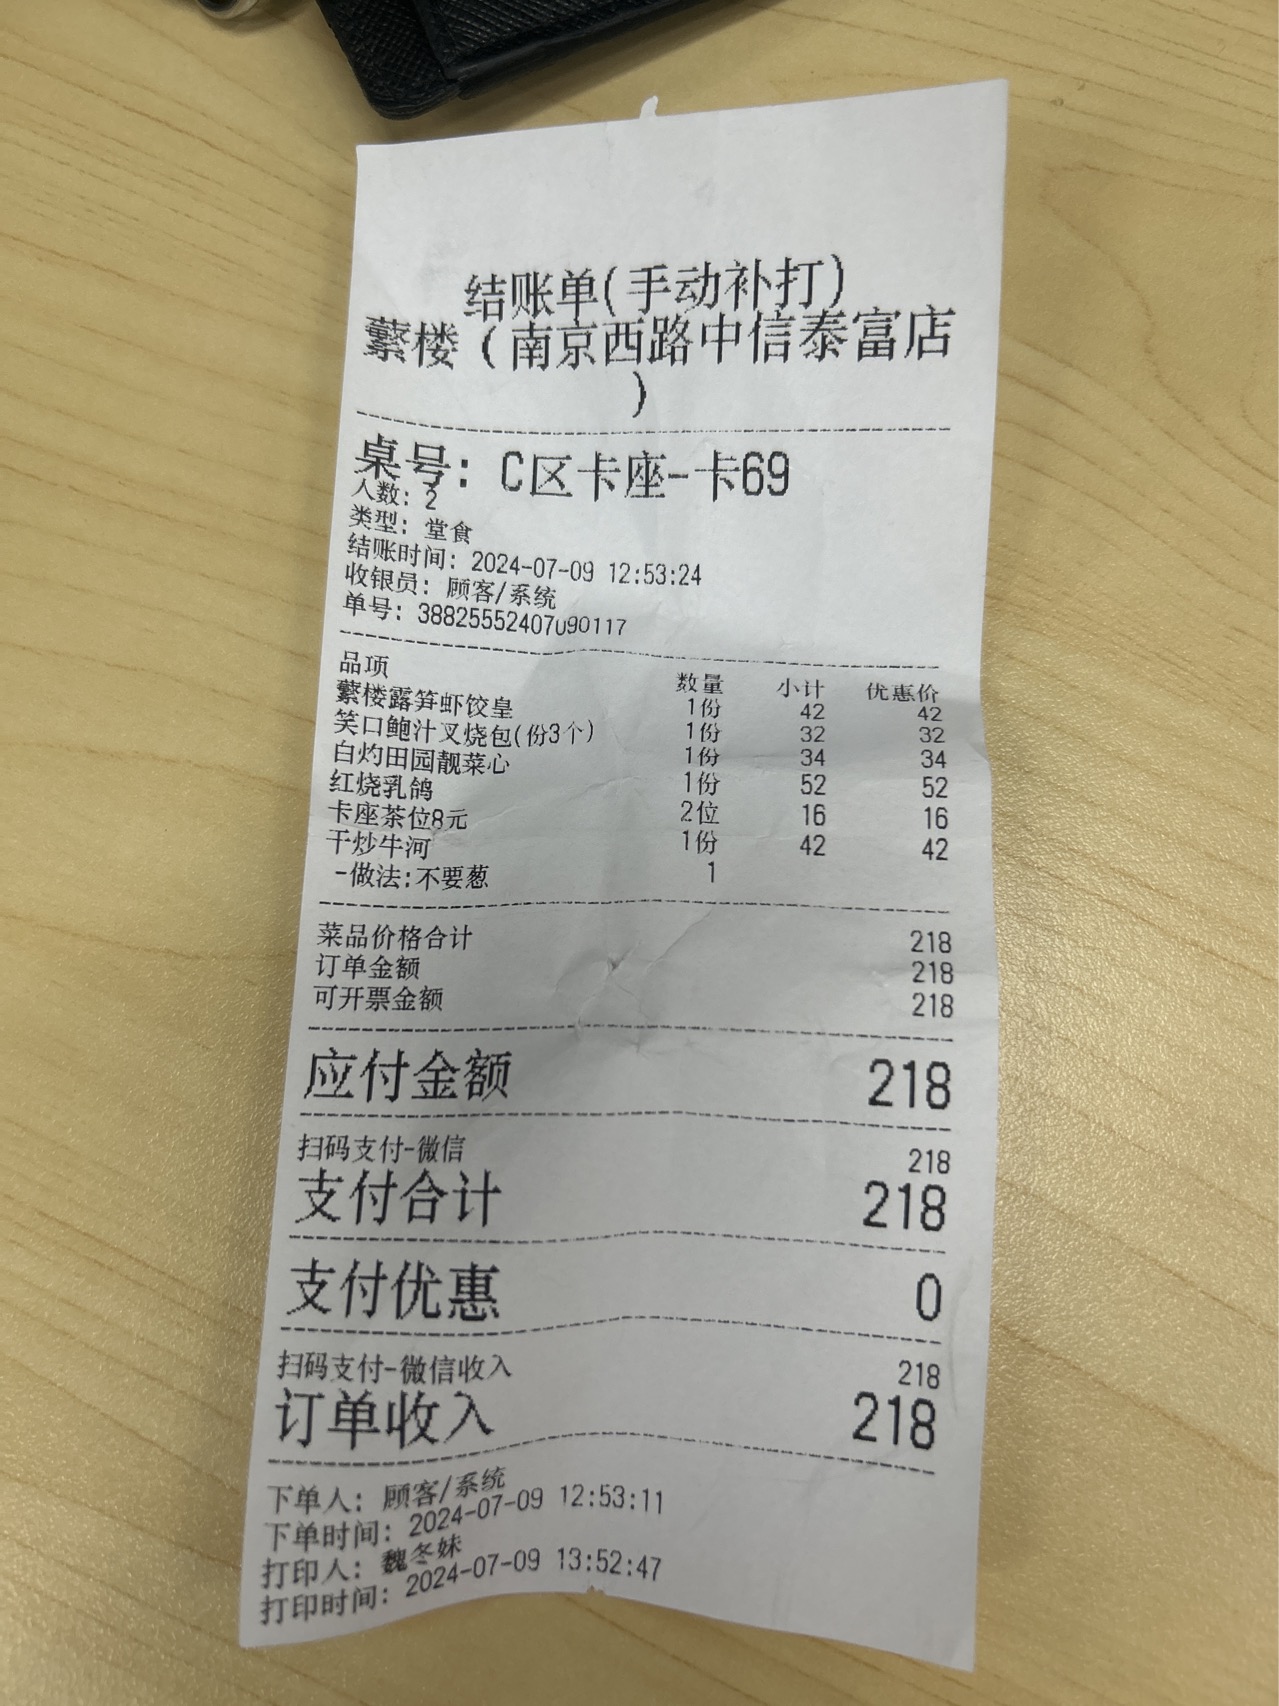 结账单(手动补打)
蘩楼（南京西路中信泰富店
）
桌号: C区卡座-卡69
人数: 2
类型: 堂食
结账时间: 2024-07-09 12:53:24
收银员: 顾客/系统
单号: 38825552407090117
品项 数量 小计 优惠价
蘩楼露笋虾饺皇 1份 42 42
笑口鲍汁叉烧包(份3个) 1份 32 32
白灼田园靓菜心 1份 34 34
红烧乳鸽 1份 52 52
卡座茶位8元 2位 16 16
干炒牛河 1份 42 42
-做法:不要葱 1
菜品价格合计 218
订单金额 218
可开票金额 218
应付金额 218
扫码支付-微信 218
支付合计 218
支付优惠 0
扫码支付-微信收入 218
订单收入 218
下单人: 顾客/系统
下单时间: 2024-07-09 12:53:11
打印人: 魏冬妹
打印时间: 2024-07-09 13:52:47